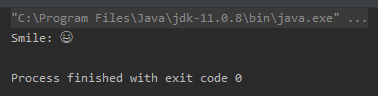 "C:\Program Files\Java\jdk-11.0.8\bin\java.exe" ...
Smile: 😄
Process finished with exit code 0